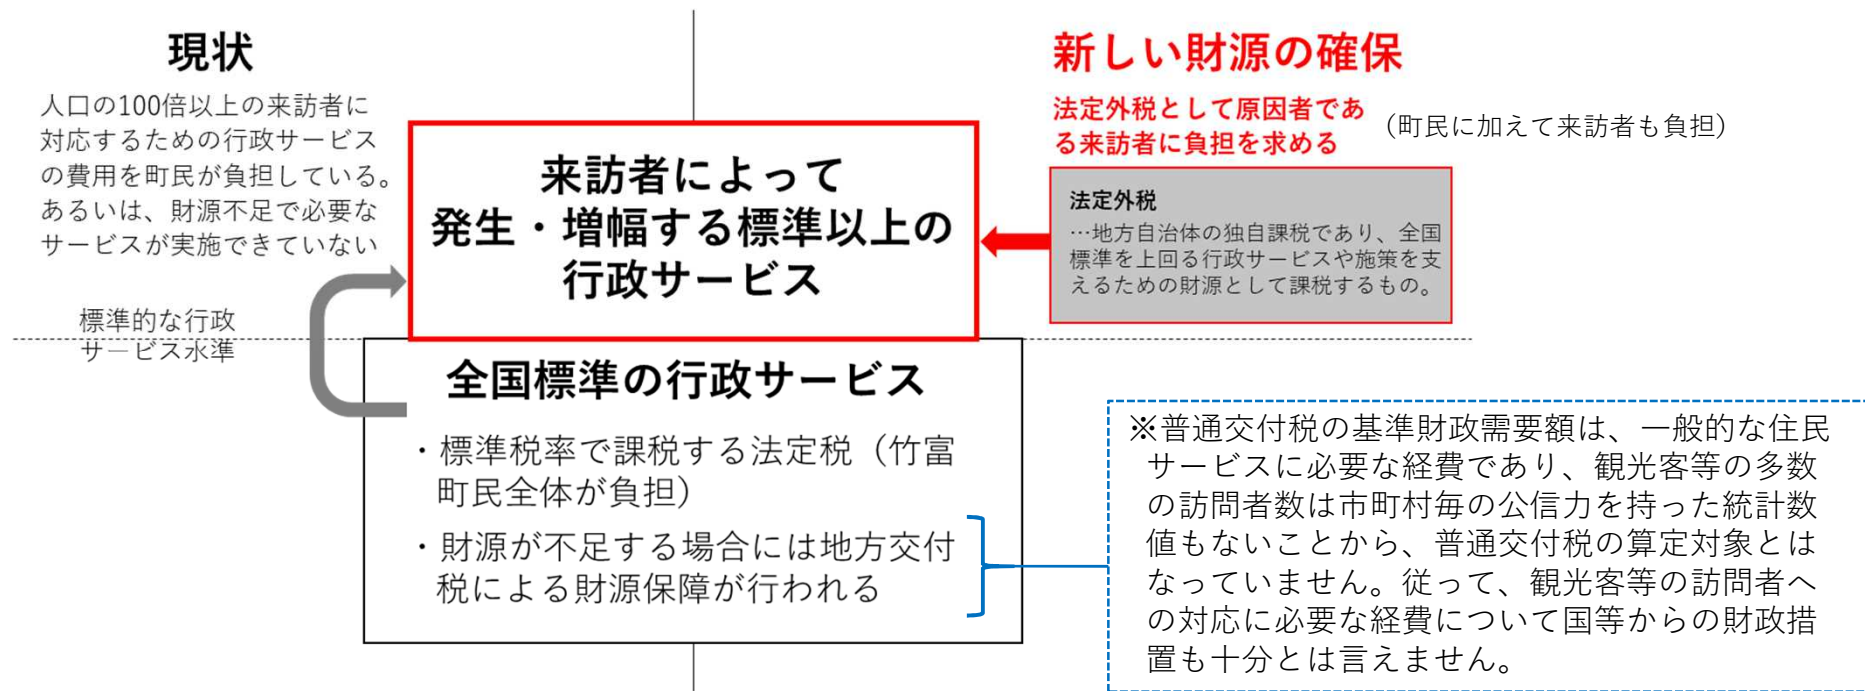 現状
人口の100倍以上の来訪者に
対応するための行政サービス
の費用を町民が負担している。
あるいは、財源不足で必要な
サービスが実施できていない
標準的な行政
サービス水準
来訪者によって
発生・増幅する標準以上の
行政サービス
新しい財源の確保
法定外税として原因者であ
る来訪者に負担を求める
（町民に加えて来訪者も負担）
法定外税
…地方自治体の独自課税であり、全国
標準を上回る行政サービスや施策を支
えるための財源として課税するもの。
全国標準の行政サービス
・標準税率で課税する法定税（竹富
町民全体が負担）
・財源が不足する場合には地方交付
税による財源保障が行われる
※普通交付税の基準財政需要額は、一般的な住民
サービスに必要な経費であり、観光客等の多数
の訪問者数は市町村毎の公信力を持った統計数
値もないことから、普通交付税の算定対象とは
なっていません。従って、観光客等の訪問者へ
の対応に必要な経費について国等からの財政措
置も十分とは言えません。